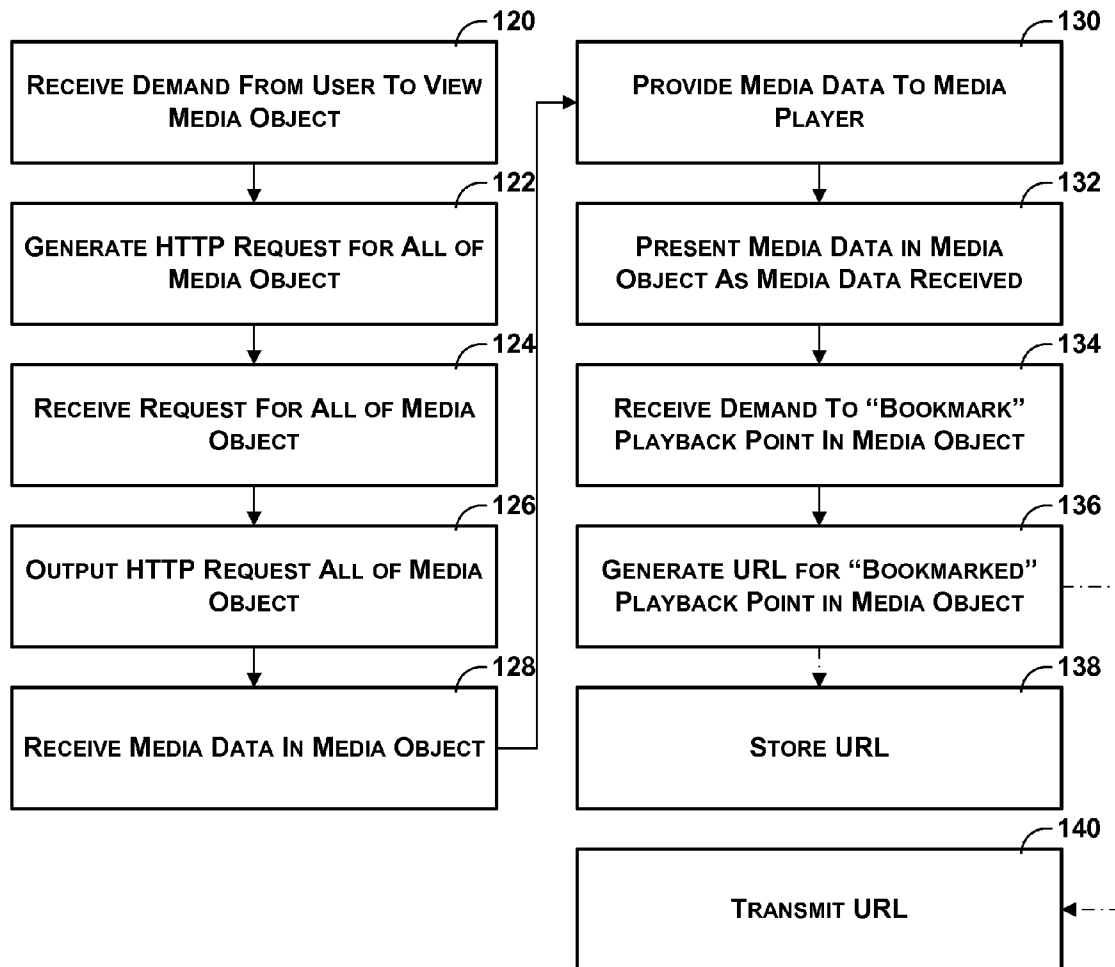 120
RECEIVE DEMAND FROM USER TO VIEW
MEDIA OBJECT
122
GENERATE HTTP REQUEST FOR ALL OF
MEDIA OBJECT
124
RECEIVE REQUEST FOR ALL OF MEDIA
OBJECT
126
OUTPUT HTTP REQUEST ALL OF MEDIA
OBJECT
128
RECEIVE MEDIA DATA IN MEDIA OBJECT
130
PROVIDE MEDIA DATA TO MEDIA
PLAYER
132
PRESENT MEDIA DATA IN MEDIA
OBJECT AS MEDIA DATA RECEIVED
134
RECEIVE DEMAND TO “BOOKMARK”
PLAYBACK POINT IN MEDIA OBJECT
136
GENERATE URL FOR “BOOKMARKED”
PLAYBACK POINT IN MEDIA OBJECT
138
STORE URL
140
TRANSMIT URL